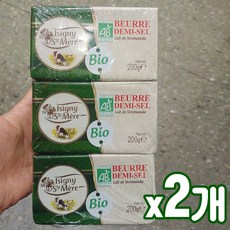 Isigny
Ste Mère
Bio
AB
BEURRE
DEMI-SEL
Lait de Normandie
200g℮
Isigny
Ste Mère
Bio
AB
BEURRE
DEMI-SEL
Lait de Normandie
200g℮
Isigny
Ste Mère
Bio
AB
BEURRE
DEMI-SEL
Lait de Normandie
200g
x2개